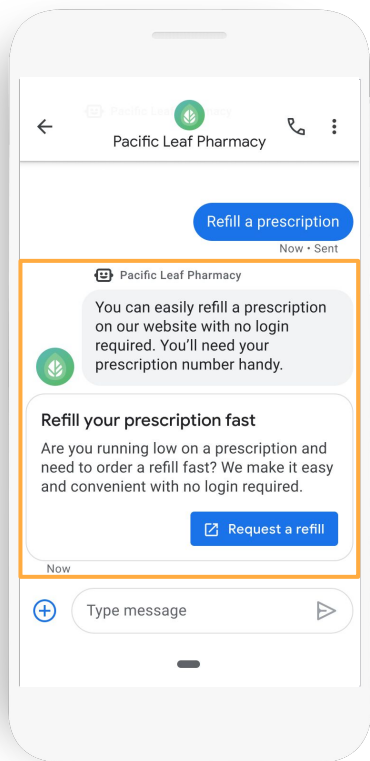 Pacific Leaf Pharmacy
Pacific Leaf Pharmacy
Refill a prescription
Now • Sent
Pacific Leaf Pharmacy
You can easily refill a prescription
on our website with no login
required. You’ll need your
prescription number handy.
Refill your prescription fast
Are you running low on a prescription and
need to order a refill fast? We make it easy
and convenient with no login required.
Request a refill
Now
Type message